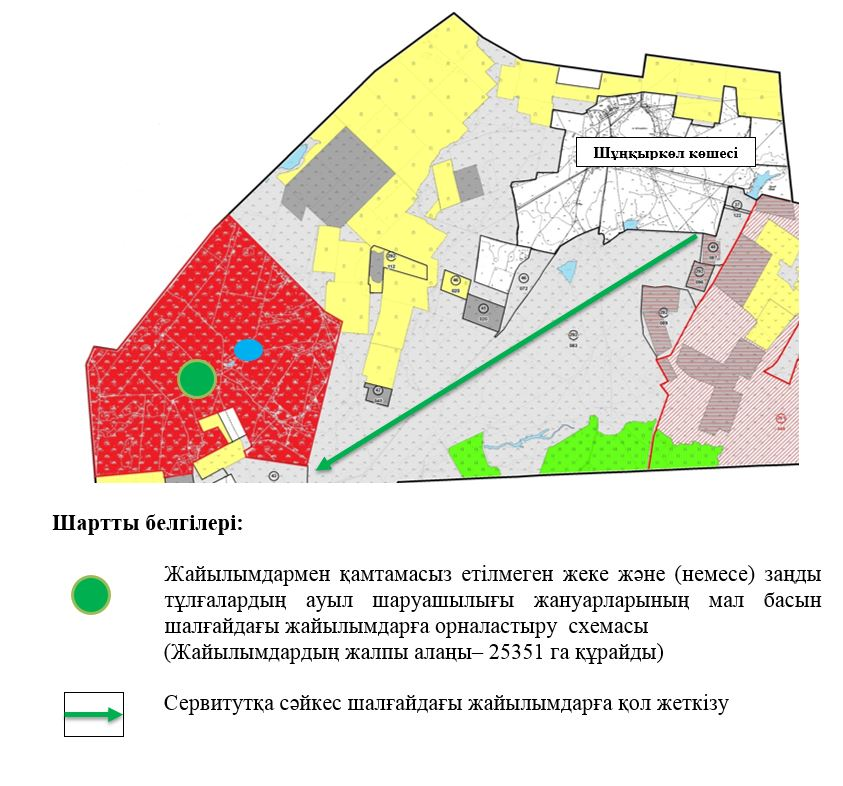 Шұңқыркөл көшесі
Шартты белгілері:
Жайылымдармен қамтамасыз етілмеген жеке және (немесе) заңды
тұлғалардың ауыл шаруашылығы жануарларының мал басын
шалғайдағы жайылымдарға орналастыру схемасы
(Жайылымдардың жалпы алаңы– 25351 га құрайды)
Сервитутқа сәйкес шалғайдағы жайылымдарға қол жеткізу